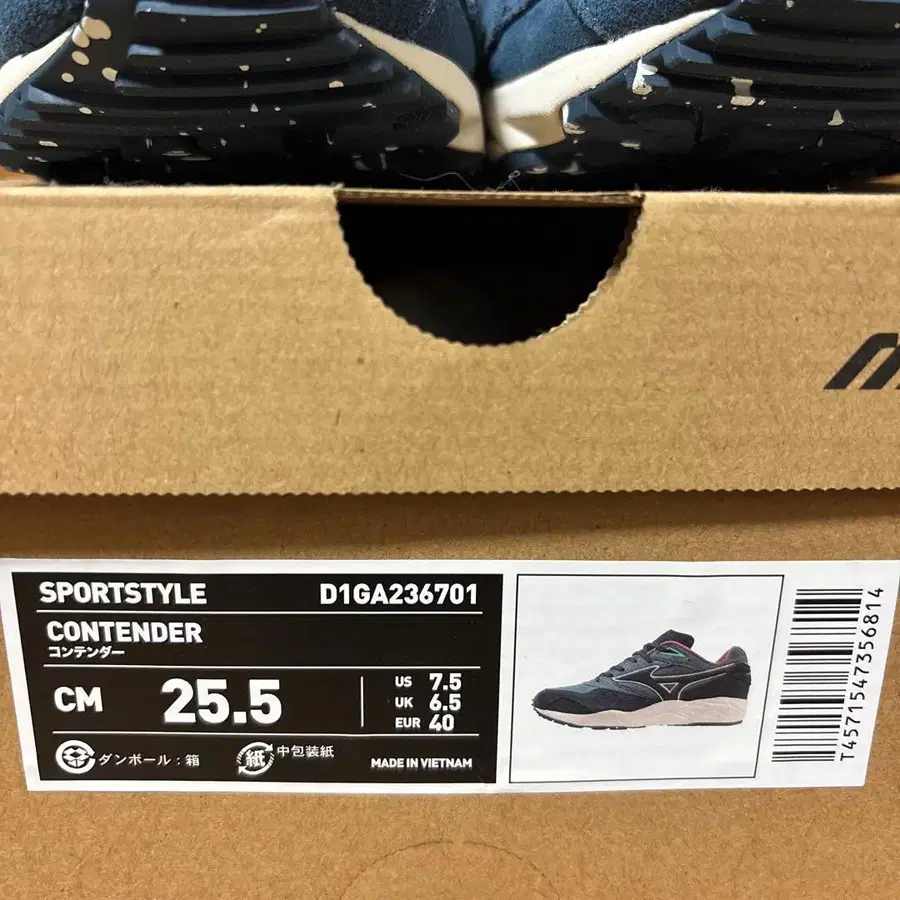 SPORTSTYLE D1GA236701
CONTENDER
コンテンダー
CM 25.5
US 7.5
UK 6.5
EUR 40
ダンボール:箱
紙 中包装紙
MADE IN VIETNAM
T4571547356814